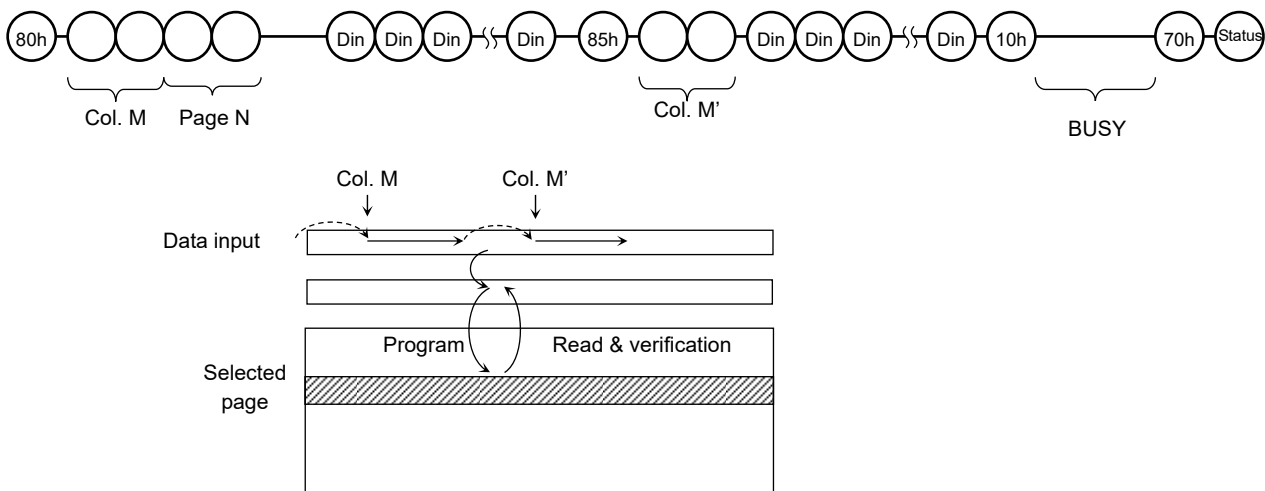 80h Din Din Din Din 85h Din Din Din Din 10h 70h Status
Col. M Page N Col. M’ BUSY
Col. M Col. M’
Data input
Program Read & verification
Selected
page